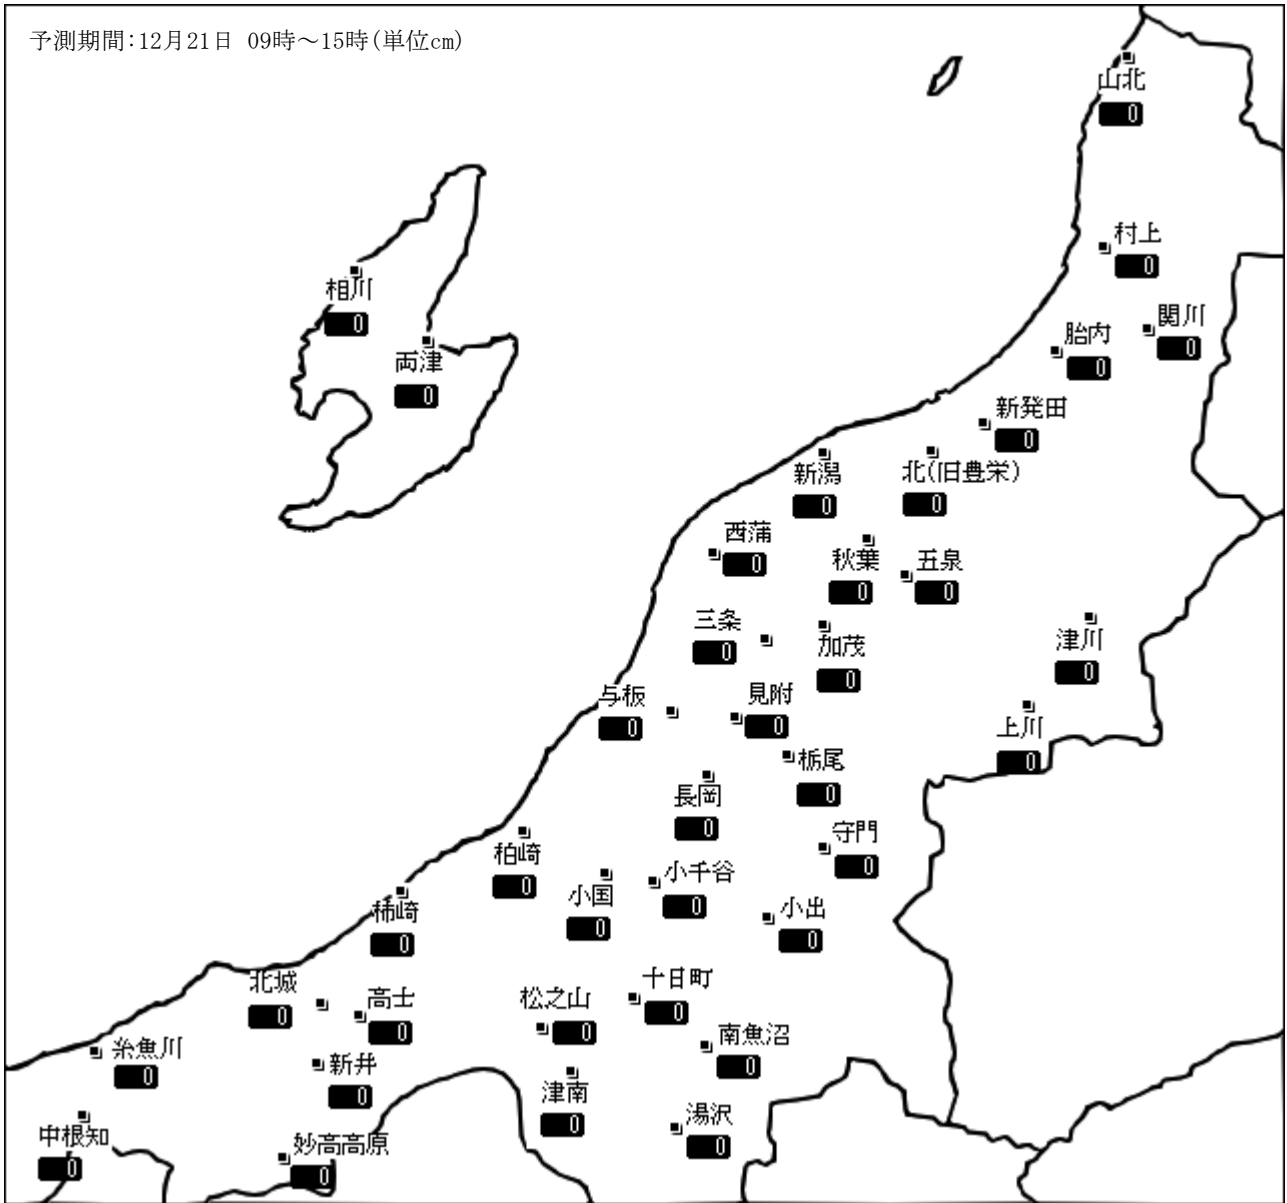 予測期間:12月21日 09時～15時(単位cm)
山北
0
村上
0
相川
0
関川
0
胎内
0
両津
0
新発田
0
新潟
0
北(旧豊栄)
0
西蒲
0
秋葉
0
五泉
0
三条
0
加茂
0
津川
0
与板
0
見附
0
上川
0
栃尾
0
長岡
0
守門
0
柏崎
0
小国
0
小千谷
0
小出
0
柿崎
0
北城
0
高士
0
松之山
0
十日町
0
南魚沼
0
糸魚川
0
新井
0
津南
0
湯沢
0
中根知
0
妙高高原
0